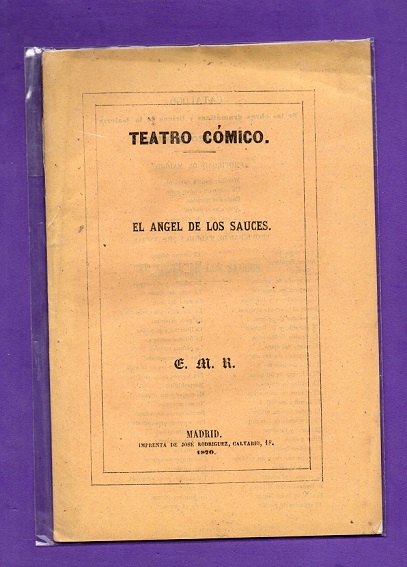 TEATRO CÓMICO.
EL ANGEL DE LOS SAUCES.
E. M. R.
MADRID.
IMPRENTA DE JOSÉ RODRIGUEZ, CALVARIO, 18.
1870.